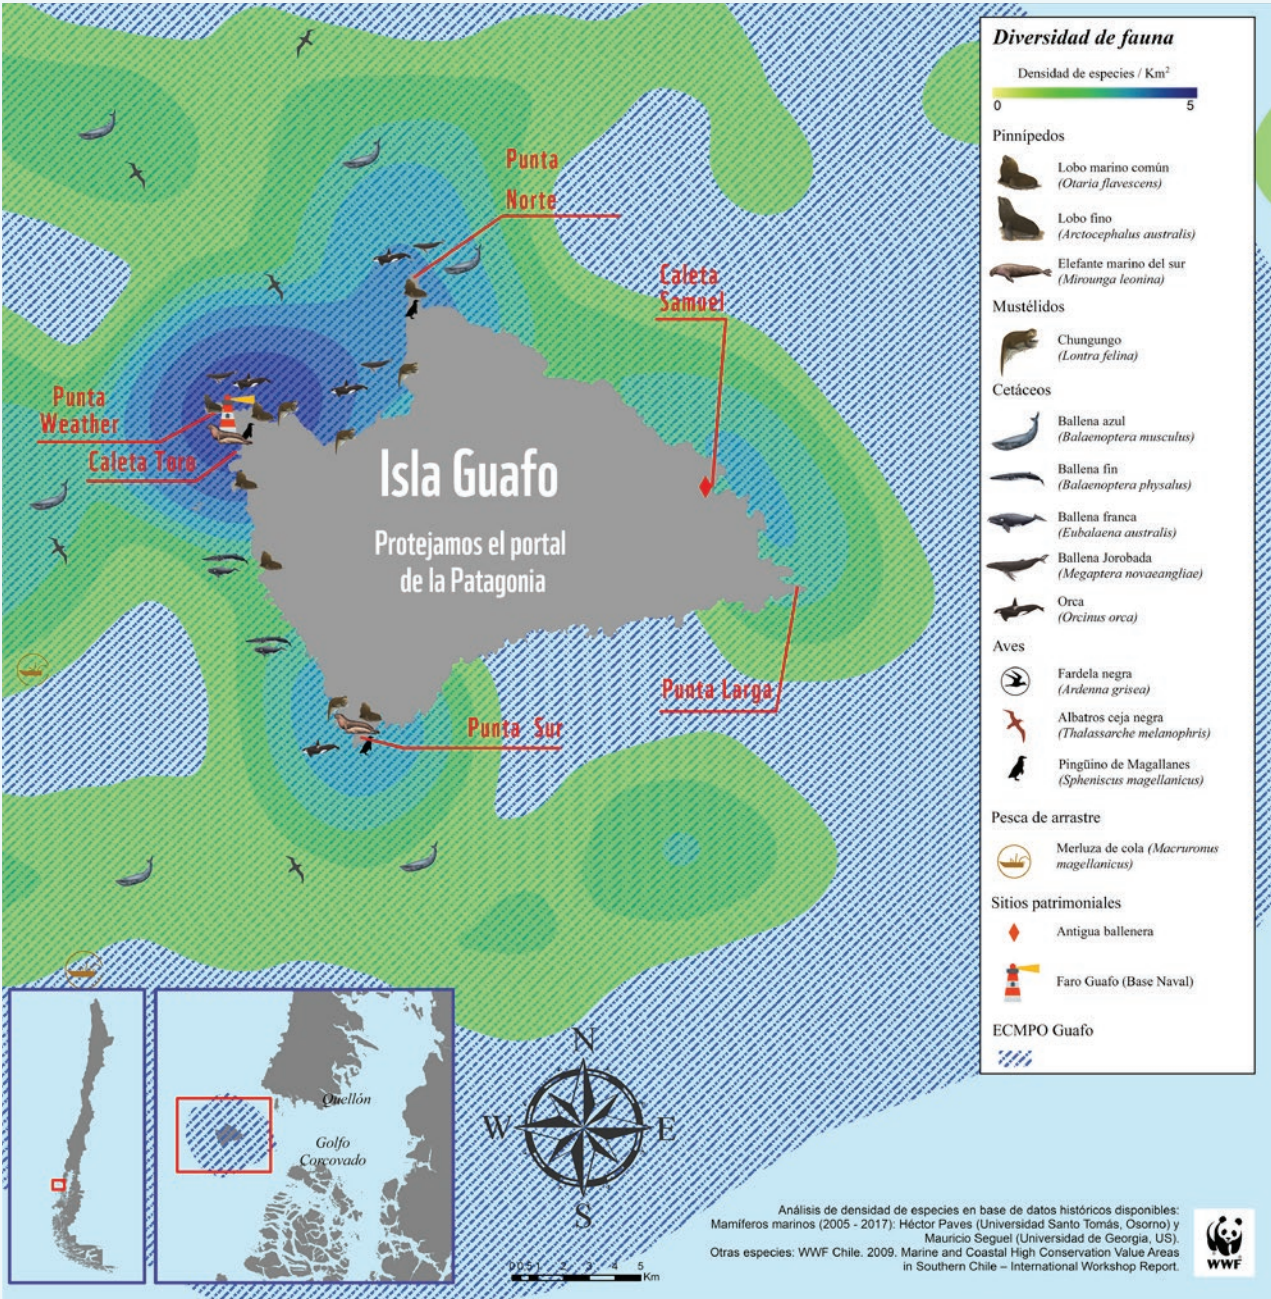 Punta
Norte
Caleta
Samuel
Punta
Weather
Caleta Toro
Isla Guafo
Protejamos el portal
de la Patagonia
Punta Larga
Punta Sur
Diversidad de fauna
Densidad de especies / Km²
0 5
Pinnípedos
Lobo marino común
(Otaria flavescens)
Lobo fino
(Arctocephalus australis)
Elefante marino del sur
(Mirounga leonina)
Mustélidos
Chungungo
(Lontra felina)
Cetáceos
Ballena azul
(Balaenoptera musculus)
Ballena fin
(Balaenoptera physalus)
Ballena franca
(Eubalaena australis)
Ballena Jorobada
(Megaptera novaeangliae)
Orca
(Orcinus orca)
Aves
Fardela negra
(Ardenna grisea)
Albatros ceja negra
(Thalassarche melanophris)
Pingüino de Magallanes
(Spheniscus magellanicus)
Pesca de arrastre
Merluza de cola (Macruronus
magellanicus)
Sitios patrimoniales
Antigua ballenera
Faro Guafo (Base Naval)
ECMPO Guafo
Quellón
Golfo
Corcovado
N
W E
S
0 0,5 1 2 3 4 5
Km
Análisis de densidad de especies en base de datos históricos disponibles:
Mamíferos marinos (2005 - 2017): Héctor Paves (Universidad Santo Tomás, Osorno) y
Mauricio Seguel (Universidad de Georgia, US).
Otras especies: WWF Chile. 2009. Marine and Coastal High Conservation Value Areas
in Southern Chile – International Workshop Report.
WWF